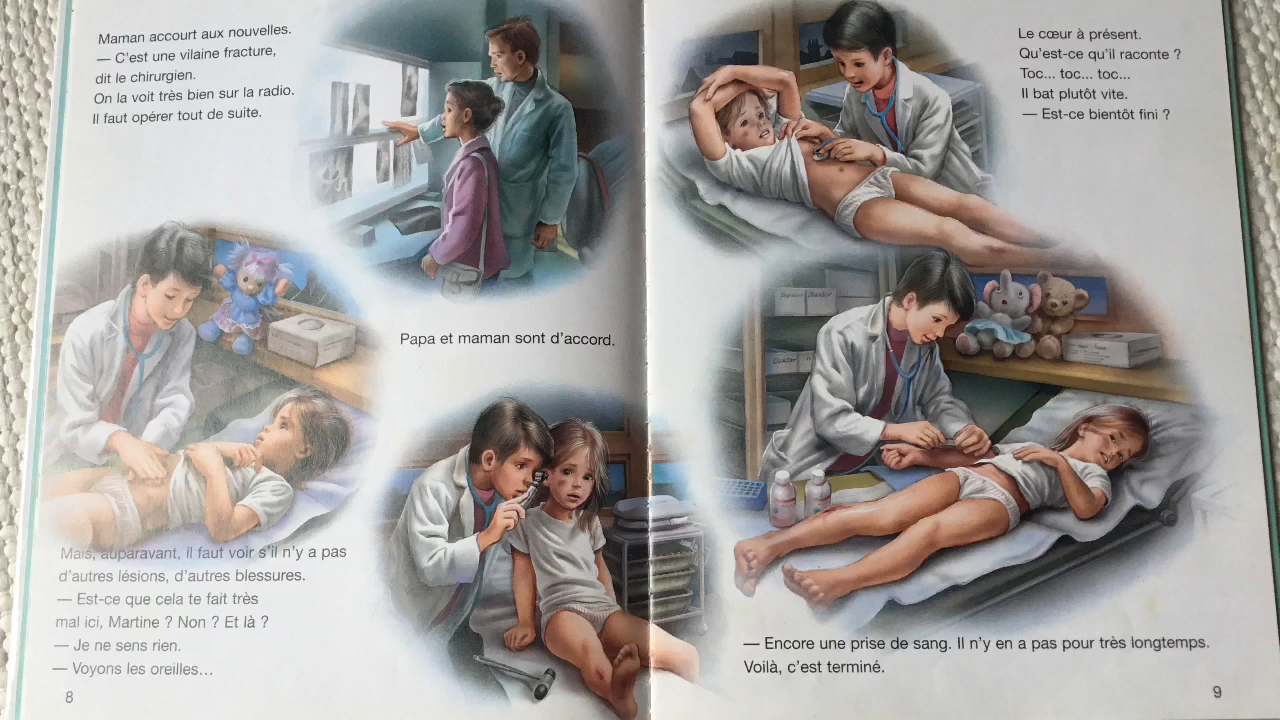 Maman accourt aux nouvelles.
— C'est une vilaine fracture,
dit le chirurgien.
On la voit très bien sur la radio.
Il faut opérer tout de suite.
Papa et maman sont d'accord.
Mais, auparavant, il faut voir s'il n'y a pas
d'autres lésions, d'autres blessures.
— Est-ce que cela te fait très
mal ici, Martine ? Non ? Et là ?
— Je ne sens rien.
— Voyons les oreilles...
8
Le cœur à présent.
Qu'est-ce qu'il raconte ?
Toc... toc... toc...
Il bat plutôt vite.
— Est-ce bientôt fini ?
— Encore une prise de sang. Il n'y en a pas pour très longtemps.
Voilà, c'est terminé.
9